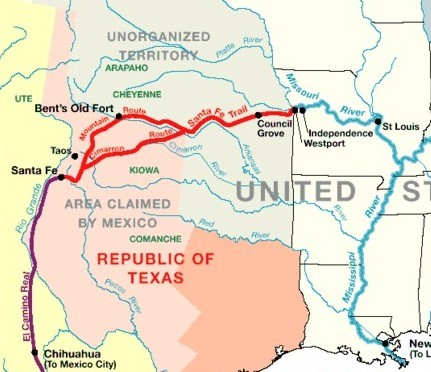 UNORGANIZED
TERRITORY
Platte River
ARAPAHO
CHEYENNE
UTE
Missouri River
Bent's Old Fort
Mountain Route
Santa Fe Trail
Council
Grove
Independence
Westport
St Louis
Taos
Cimarron Route
Cimarron River
Arkansas River
Santa Fe
KIOWA
UNITED ST
Rio Grande
AREA CLAIMED
BY MEXICO
COMANCHE
Red River
REPUBLIC OF
TEXAS
Mississippi River
Pecos River
El Camino Real
Chihuahua
(To Mexico City)
New
(To L